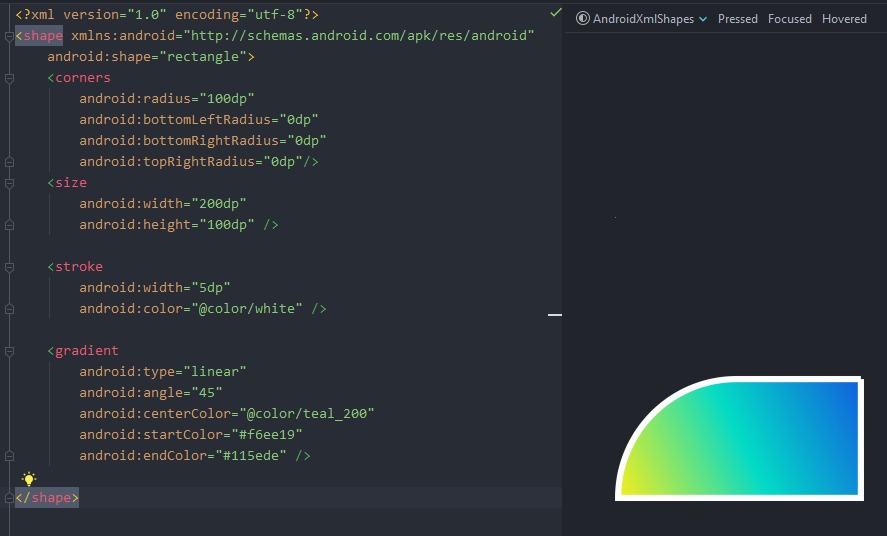 <?xml version="1.0" encoding="utf-8"?>
<shape xmlns:android="http://schemas.android.com/apk/res/android"
    android:shape="rectangle">
    <corners
        android:radius="100dp"
        android:bottomLeftRadius="0dp"
        android:bottomRightRadius="0dp"
        android:topRightRadius="0dp"/>
    <size
        android:width="200dp"
        android:height="100dp" />
    <stroke
        android:width="5dp"
        android:color="@color/white" />
    <gradient
        android:type="linear"
        android:angle="45"
        android:centerColor="@color/teal_200"
        android:startColor="#f6ee19"
        android:endColor="#115ede" />
</shape>
AndroidXmlShapes Pressed Focused Hovered